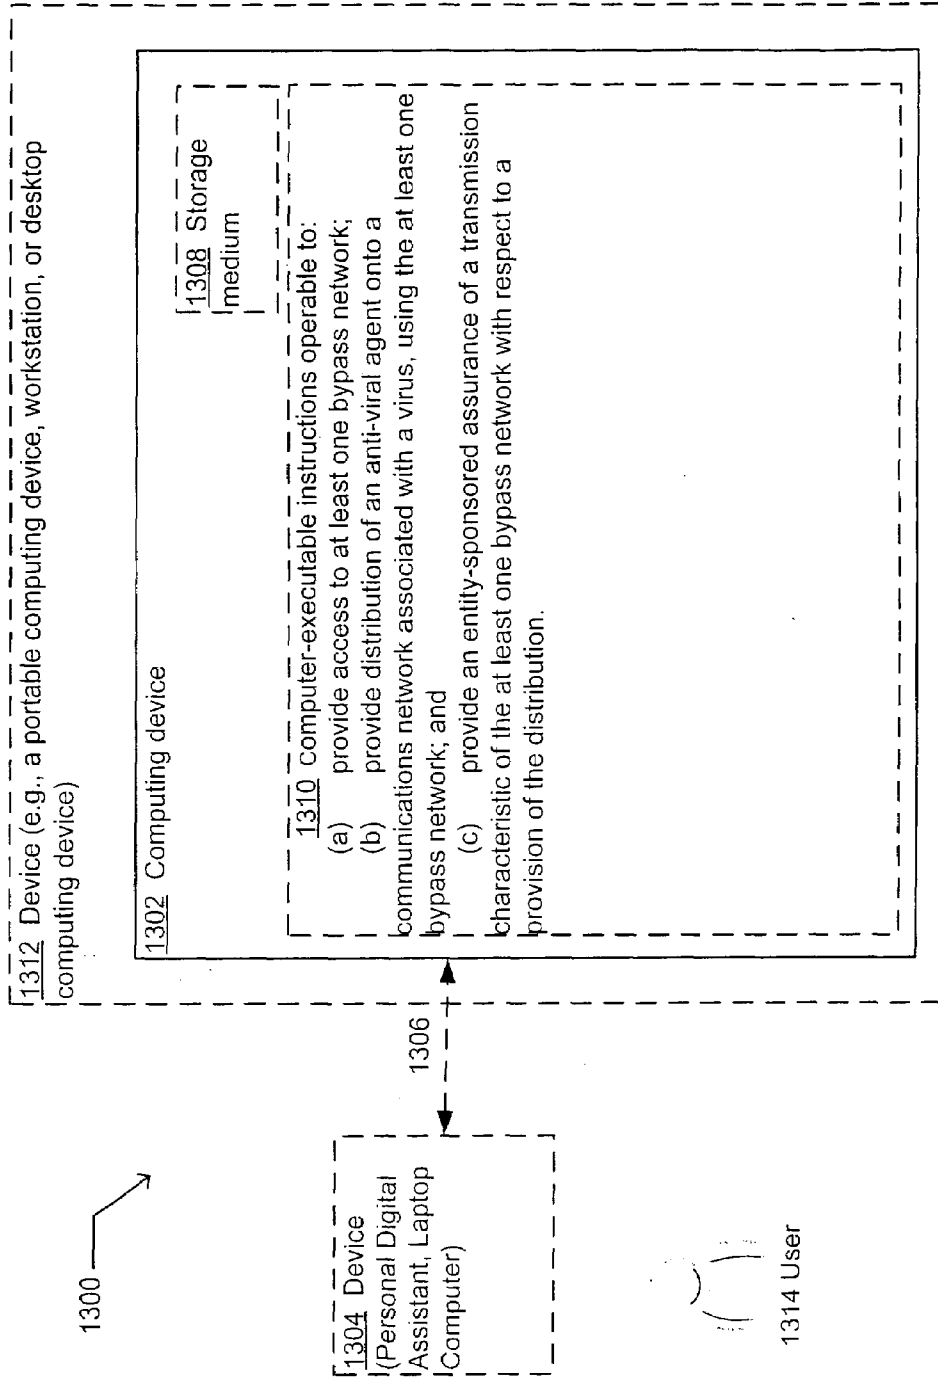 1300
1312 Device (e.g., a portable computing device, workstation, or desktop
computing device)
1302 Computing device
1308 Storage
medium
1310 computer-executable instructions operable to:
(a) provide access to at least one bypass network;
(b) provide distribution of an anti-viral agent onto a
communications network associated with a virus, using the at least one
bypass network; and
(c) provide an entity-sponsored assurance of a transmission
characteristic of the at least one bypass network with respect to a
provision of the distribution.
1306
1304 Device
(Personal Digital
Assistant, Laptop
Computer)
1314 User